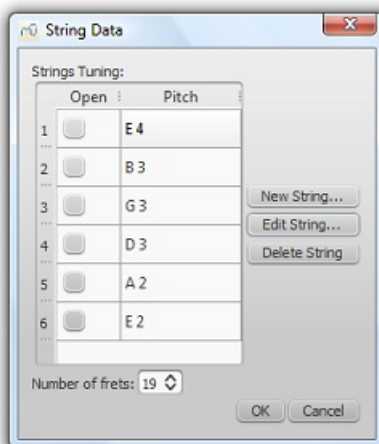 String Data
Strings Tuning:
Open Pitch
1 E 4
2 B 3
3 G 3
4 D 3
5 A 2
6 E 2
New String...
Edit String...
Delete String
Number of frets: 19
OK Cancel